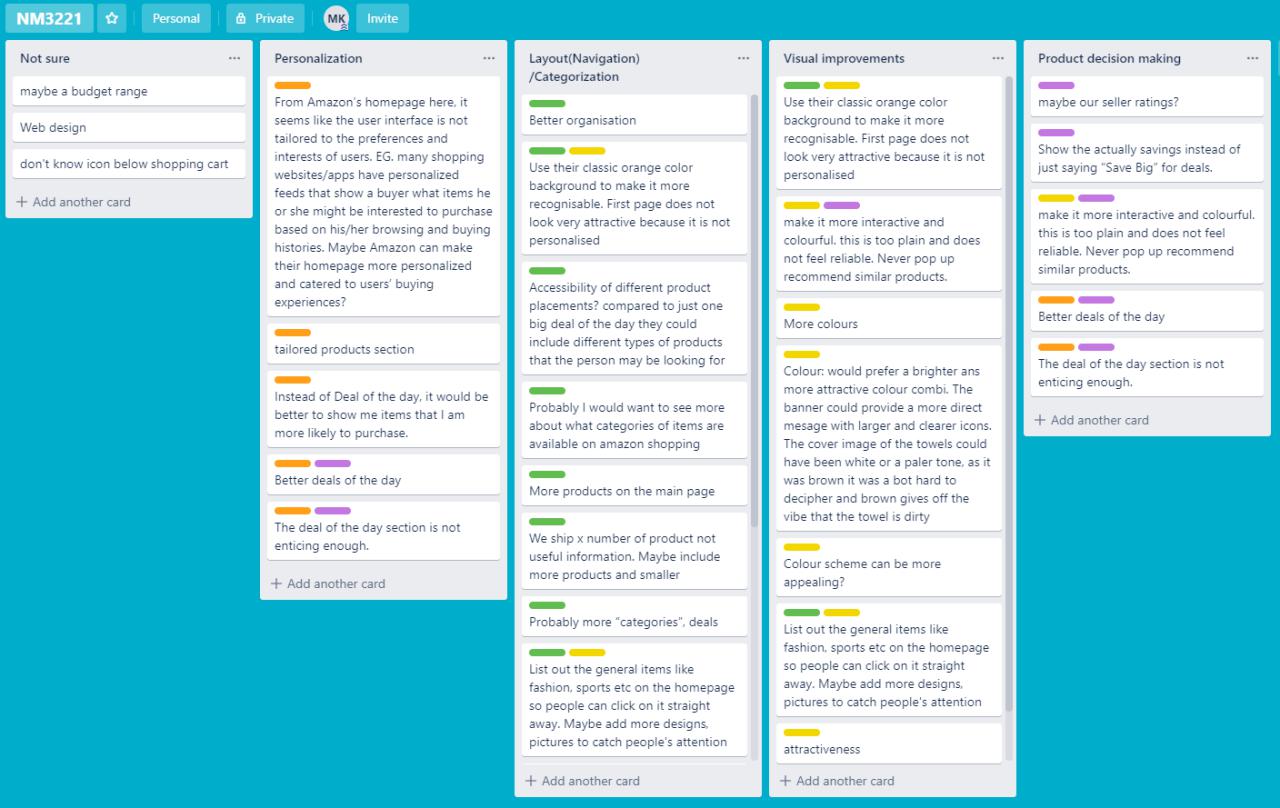 NM3221
Personal
Private
MK
Invite
Not sure
maybe a budget range
Web design
don't know icon below shopping cart
+ Add another card
Personalization
From Amazon's homepage here, it
seems like the user interface is not
tailored to the preferences and
interests of users. EG. many shopping
websites/apps have personalized
feeds that show a buyer what items he
or she might be interested to purchase
based on his/her browsing and buying
histories. Maybe Amazon can make
their homepage more personalized
and catered to users' buying
experiences?
tailored products section
Instead of Deal of the day, it would be
better to show me items that I am
more likely to purchase.
Better deals of the day
The deal of the day section is not
enticing enough.
+ Add another card
Layout(Navigation)
/Categorization
Better organisation
Use their classic orange color
background to make it more
recognisable. First page does not
look very attractive because it is not
personalised
Accessibility of different product
placements? compared to just one
big deal of the day they could
include different types of products
that the person may be looking for
Probably I would want to see more
about what categories of items are
available on amazon shopping
More products on the main page
We ship x number of product not
useful information. Maybe include
more products and smaller
Probably more "categories", deals
List out the general items like
fashion, sports etc on the homepage
so people can click on it straight
away. Maybe add more designs,
pictures to catch people's attention
+ Add another card
Visual improvements
Use their classic orange color
background to make it more
recognisable. First page does not
look very attractive because it is not
personalised
make it more interactive and
colourful. this is too plain and does
not feel reliable. Never pop up
recommend similar products.
More colours
Colour: would prefer a brighter ans
more attractive colour combi. The
banner could provide a more direct
mesage with larger and clearer icons.
The cover image of the towels could
have been white or a paler tone, as it
was brown it was a bot hard to
decipher and brown gives off the
vibe that the towel is dirty
Colour scheme can be more
appealing?
List out the general items like
fashion, sports etc on the homepage
so people can click on it straight
away. Maybe add more designs,
pictures to catch people's attention
attractiveness
+ Add another card
Product decision making
maybe our seller ratings?
Show the actually savings instead of
just saying "Save Big" for deals.
make it more interactive and colourful.
this is too plain and does not feel
reliable. Never pop up recommend
similar products.
Better deals of the day
The deal of the day section is not
enticing enough.
+ Add another card